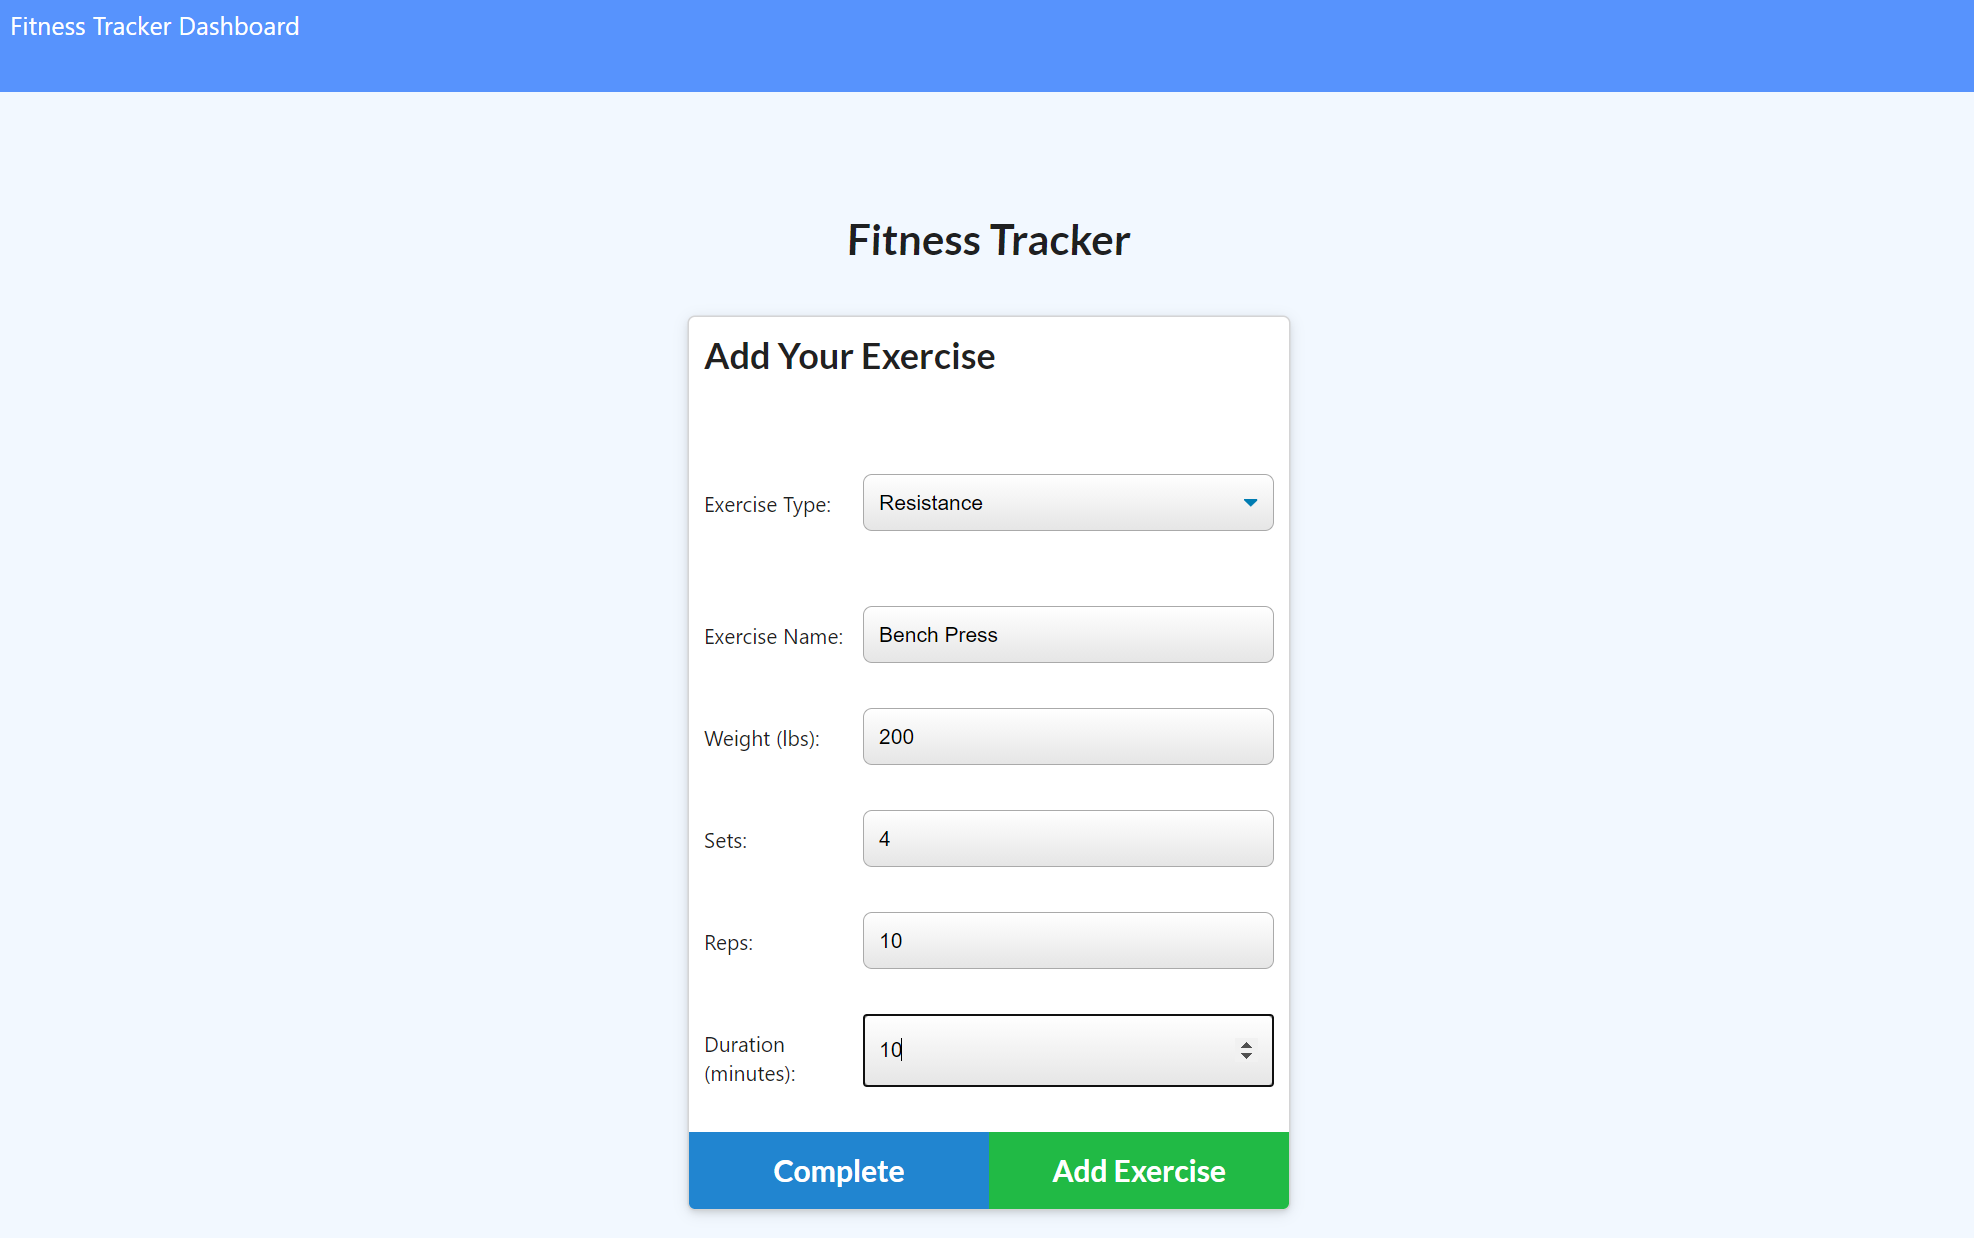 Fitness Tracker Dashboard
Fitness Tracker
Add Your Exercise
Exercise Type: Resistance
Exercise Name: Bench Press
Weight (lbs): 200
Sets: 4
Reps: 10
Duration
(minutes): 10
Complete Add Exercise